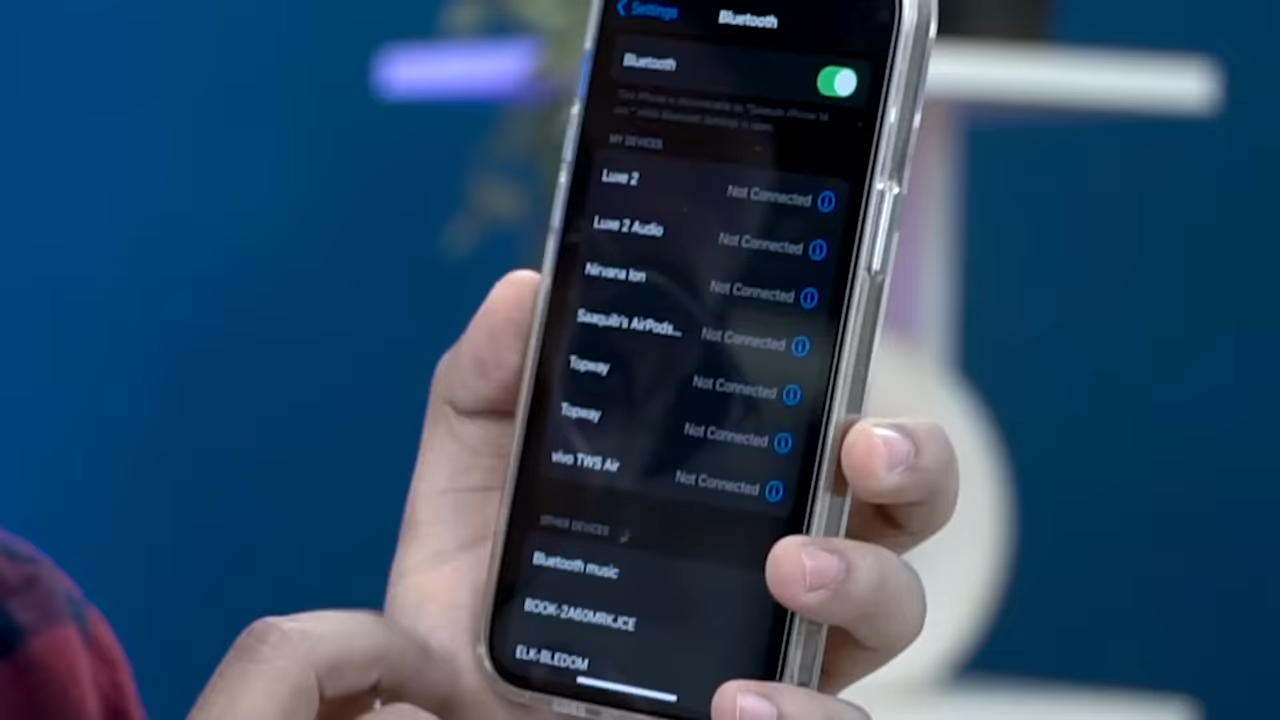 Settings
Bluetooth
Bluetooth
MY DEVICES
Luxe 2 Not Connected
Luxe 2 Audio Not Connected
Nirvana Ion Not Connected
Saaquib's AirPods... Not Connected
Topway Not Connected
Topway Not Connected
vivo TWS Air Not Connected
OTHER DEVICES
Bluetooth music
BOOK-2A60MRKJCE
ELK-BLEDOM